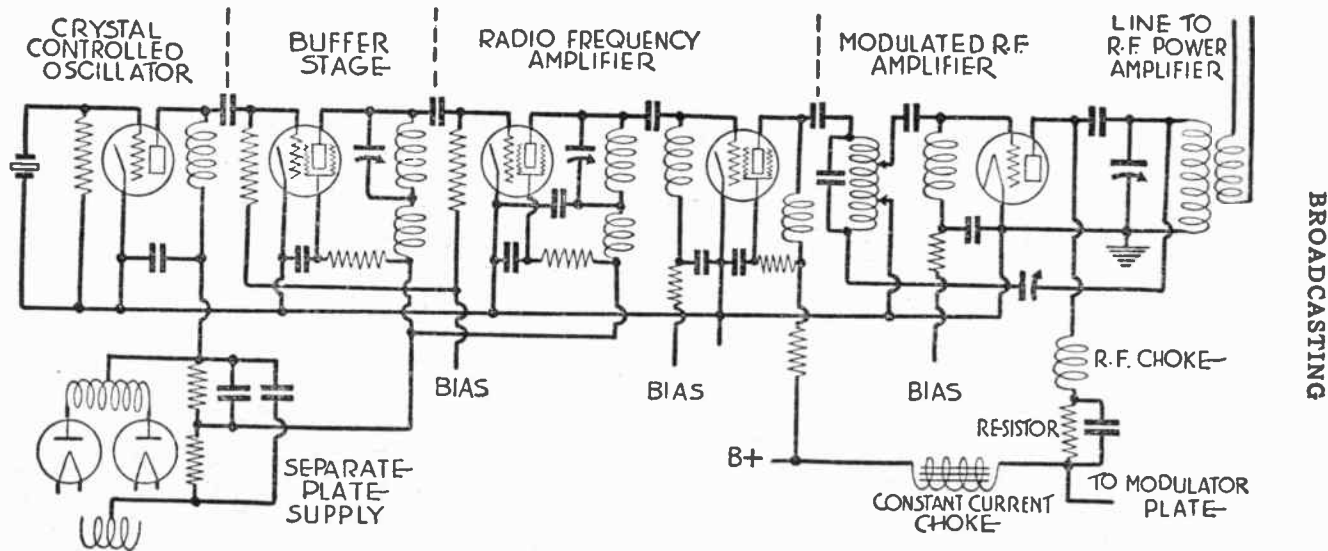 CRYSTAL
CONTROLLED
OSCILLATOR
BUFFER
STAGE
RADIO FREQUENCY
AMPLIFIER
MODULATED R.F.
AMPLIFIER
LINE TO
R.F. POWER
AMPLIFIER
BROADCASTING
BIAS
BIAS
BIAS
R.F. CHOKE
RESISTOR
B+
SEPARATE
PLATE
SUPPLY
CONSTANT CURRENT
CHOKE
TO MODULATOR
PLATE